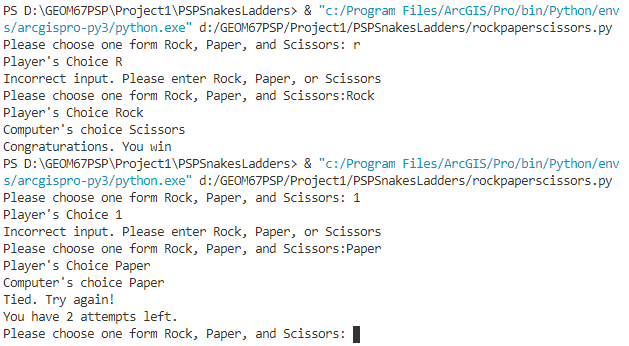 PS D:\GEOM67PSP\Project1\PSPSnakesLadders> & "c:/Program Files/ArcGIS/Pro/bin/Python/env
s/arcgispro-py3/python.exe" d:/GEOM67PSP/Project1/PSPSnakesLadders/rockpaperscissors.py
Please choose one form Rock, Paper, and Scissors: r
Player's Choice R
Incorrect input. Please enter Rock, Paper, or Scissors
Please choose one form Rock, Paper, and Scissors:Rock
Player's Choice Rock
Computer's choice Scissors
Congraturations. You win
PS D:\GEOM67PSP\Project1\PSPSnakesLadders> & "c:/Program Files/ArcGIS/Pro/bin/Python/env
s/arcgispro-py3/python.exe" d:/GEOM67PSP/Project1/PSPSnakesLadders/rockpaperscissors.py
Please choose one form Rock, Paper, and Scissors: 1
Player's Choice 1
Incorrect input. Please enter Rock, Paper, or Scissors
Please choose one form Rock, Paper, and Scissors:Paper
Player's Choice Paper
Computer's choice Paper
Tied. Try again!
You have 2 attempts left.
Please choose one form Rock, Paper, and Scissors: